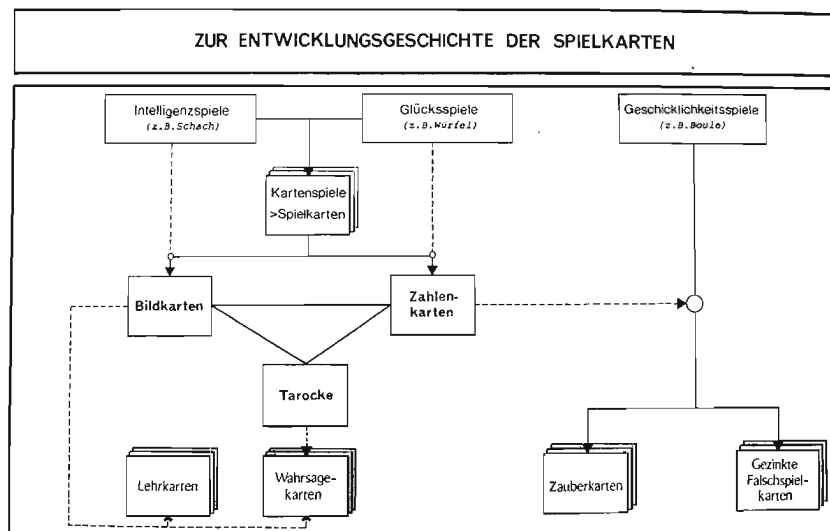 ZUR ENTWICKLUNGSGESCHICHTE DER SPIELKARTEN
Intelligenzspiele
(z.B.Schach)
Glücksspiele
(z.B.Würfel)
Geschicklichkeitsspiele
(z.B.Boule)
Kartenspiele
>Spielkarten
Bildkarten
Zahlen-
karten
Tarocke
Lehrkarten
Wahrsage-
karten
Zauberkarten
Gezinkte
Falschspiel-
karten